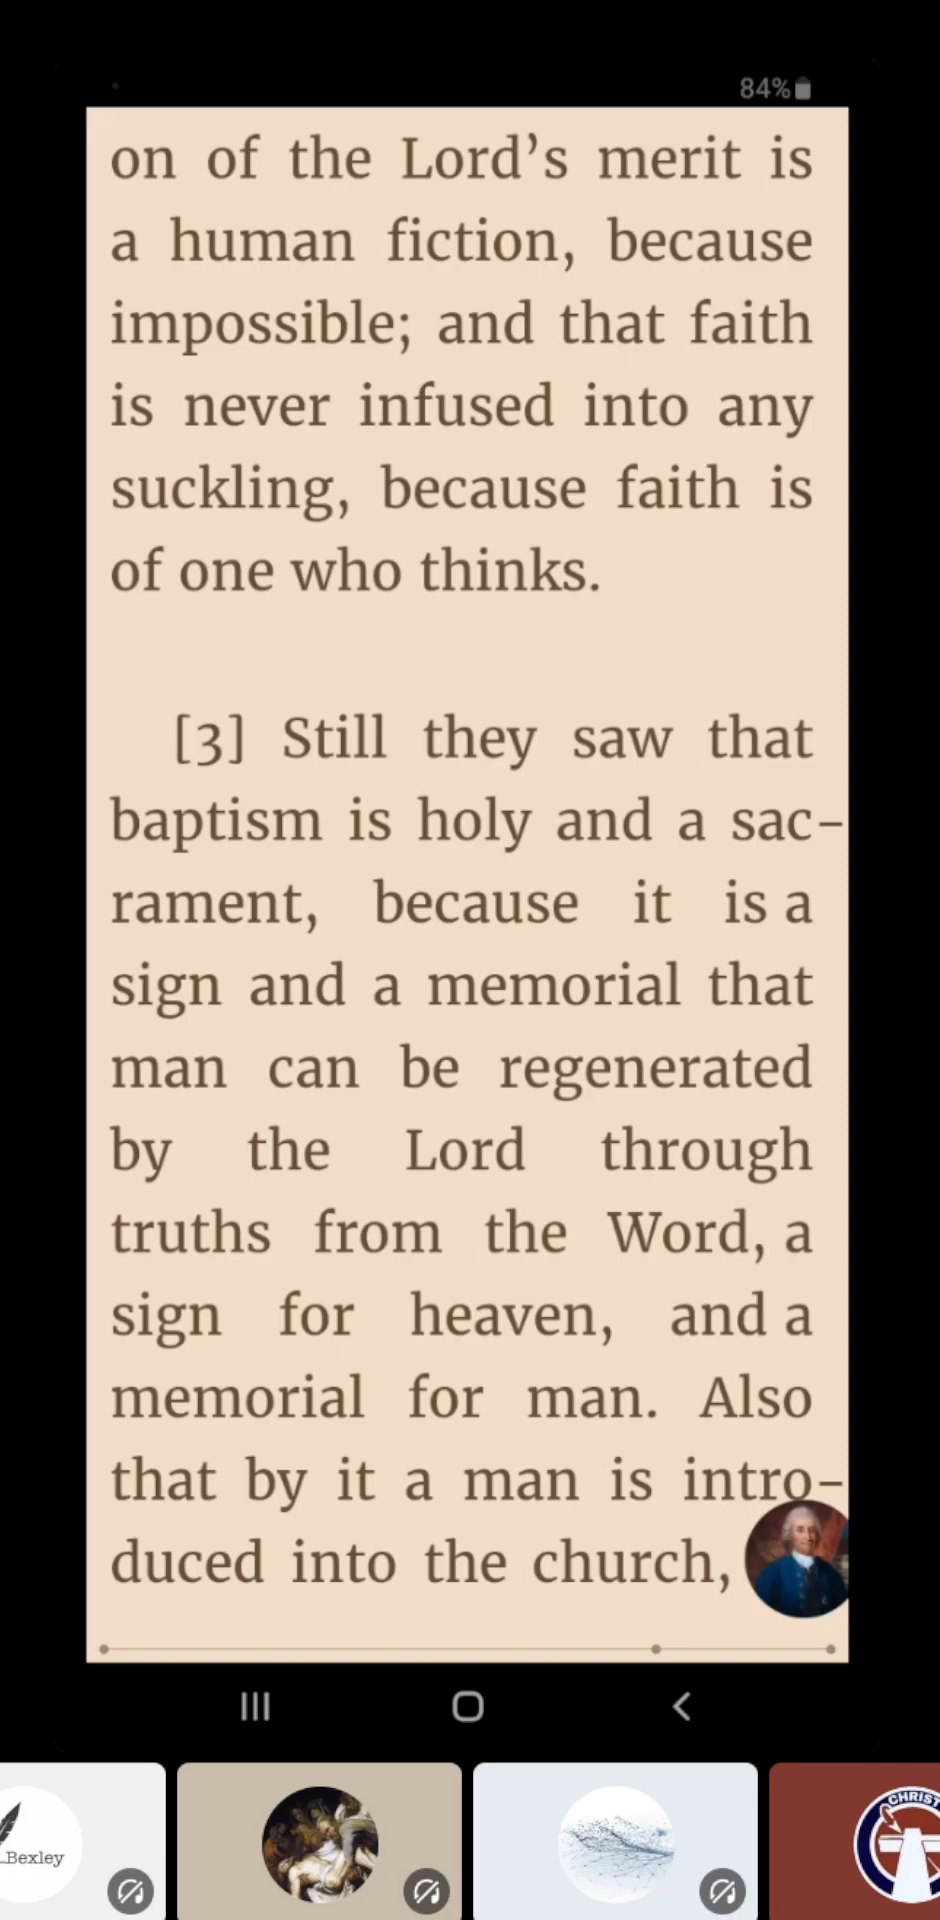 84%
on of the Lord’s merit is
a human fiction, because
impossible; and that faith
is never infused into any
suckling, because faith is
of one who thinks.
[3] Still they saw that
baptism is holy and a sac-
rament, because it is a
sign and a memorial that
man can be regenerated
by the Lord through
truths from the Word, a
sign for heaven, and a
memorial for man. Also
that by it a man is intro-
duced into the church,
Bexley
CHRIST